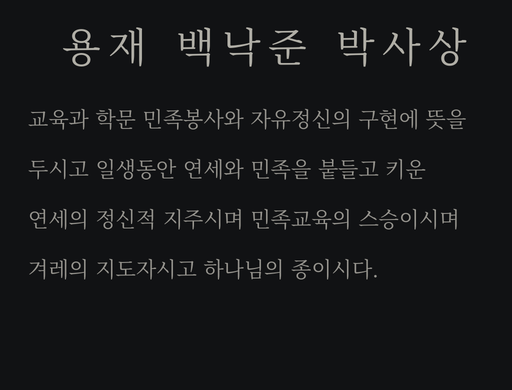 용재 백낙준 박사상
교육과 학문 민족봉사와 자유정신의 구현에 뜻을
두시고 일생동안 연세와 민족을 붙들고 키운
연세의 정신적 지주시며 민족교육의 스승이시며
겨레의 지도자시고 하나님의 종이시다.